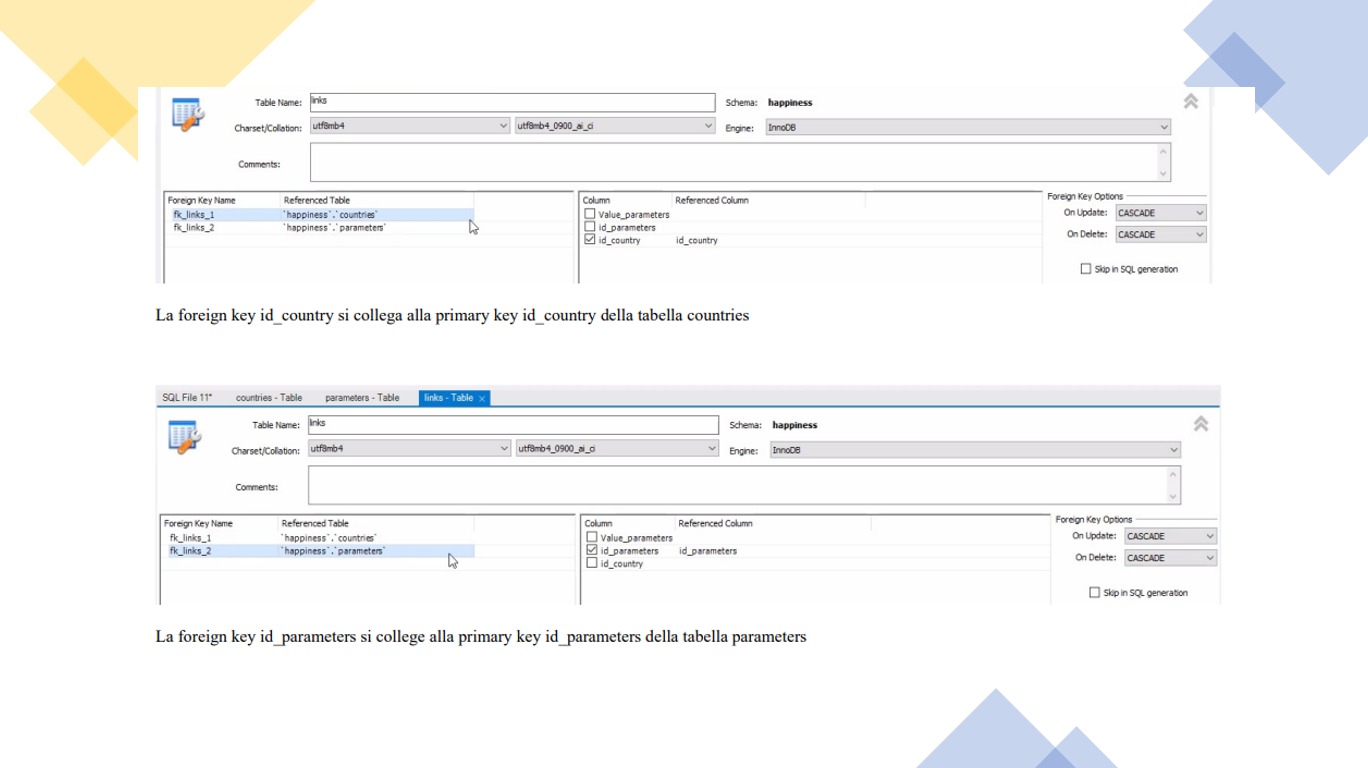 Table Name: links Schema: happiness
Charset/Collation: utf8mb4 utf8mb4_0900_ai_ci Engine: InnoDB
Comments:
Foreign Key Name Referenced Table Column Referenced Column Foreign Key Options
fk_links_1 `happiness`.`countries` Value_parameters On Update: CASCADE
fk_links_2 `happiness`.`parameters` id_parameters On Delete: CASCADE
id_country id_country
Skip in SQL generation
La foreign key id_country si collega alla primary key id_country della tabella countries
SQL File 11* countries - Table parameters - Table links - Table
Table Name: links Schema: happiness
Charset/Collation: utf8mb4 utf8mb4_0900_ai_ci Engine: InnoDB
Comments:
Foreign Key Name Referenced Table Column Referenced Column Foreign Key Options
fk_links_1 `happiness`.`countries` Value_parameters On Update: CASCADE
fk_links_2 `happiness`.`parameters` id_parameters id_parameters On Delete: CASCADE
id_country
Skip in SQL generation
La foreign key id_parameters si college alla primary key id_parameters della tabella parameters